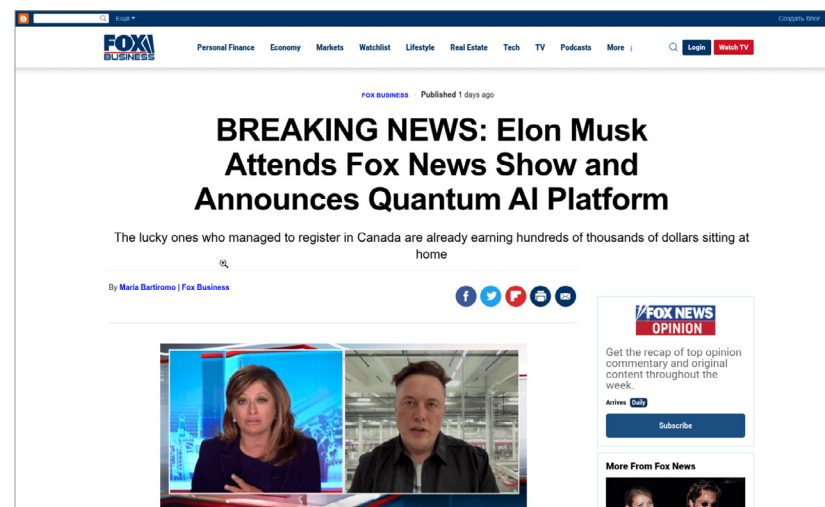 Ещё
Создать блог
FOX
BUSINESS
Personal Finance Economy Markets Watchlist Lifestyle Real Estate Tech TV Podcasts More Login Watch TV
FOX BUSINESS · Published 1 days ago
BREAKING NEWS: Elon Musk
Attends Fox News Show and
Announces Quantum AI Platform
The lucky ones who managed to register in Canada are already earning hundreds of thousands of dollars sitting at
home
By Maria Bartiromo | Fox Business
FOX NEWS
OPINION
Get the recap of top opinion
commentary and original
content throughout the
week.
Arrives Daily
Subscribe
More From Fox News